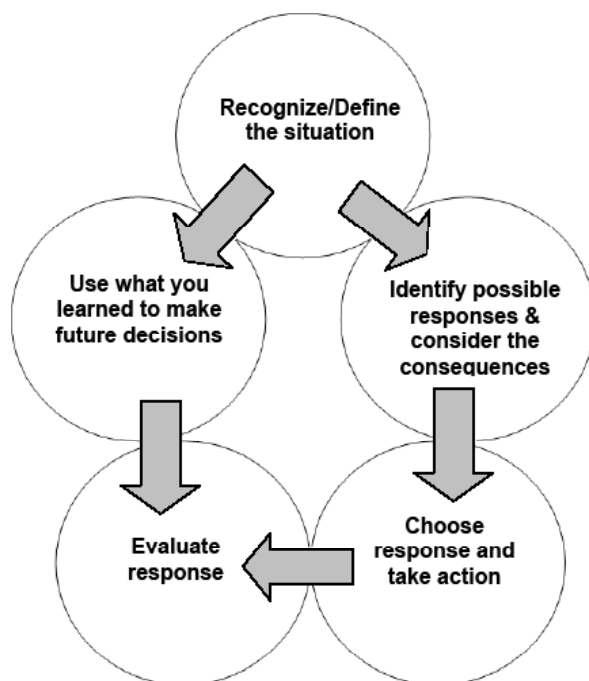 Recognize/Define
the situation
Identify possible
responses &
consider the
consequences
Choose
response and
take action
Evaluate
response
Use what you
learned to make
future decisions